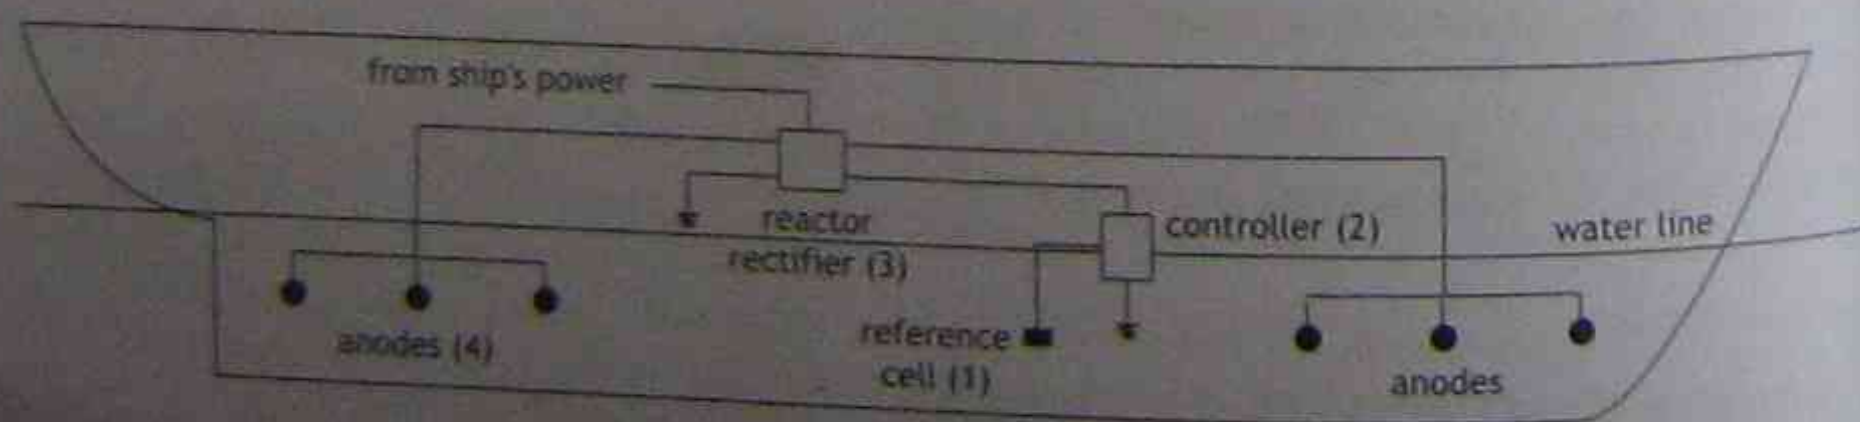 from ship's power
reactor
rectifier (3)
controller (2)
water line
anodes (4)
reference
cell (1)
anodes